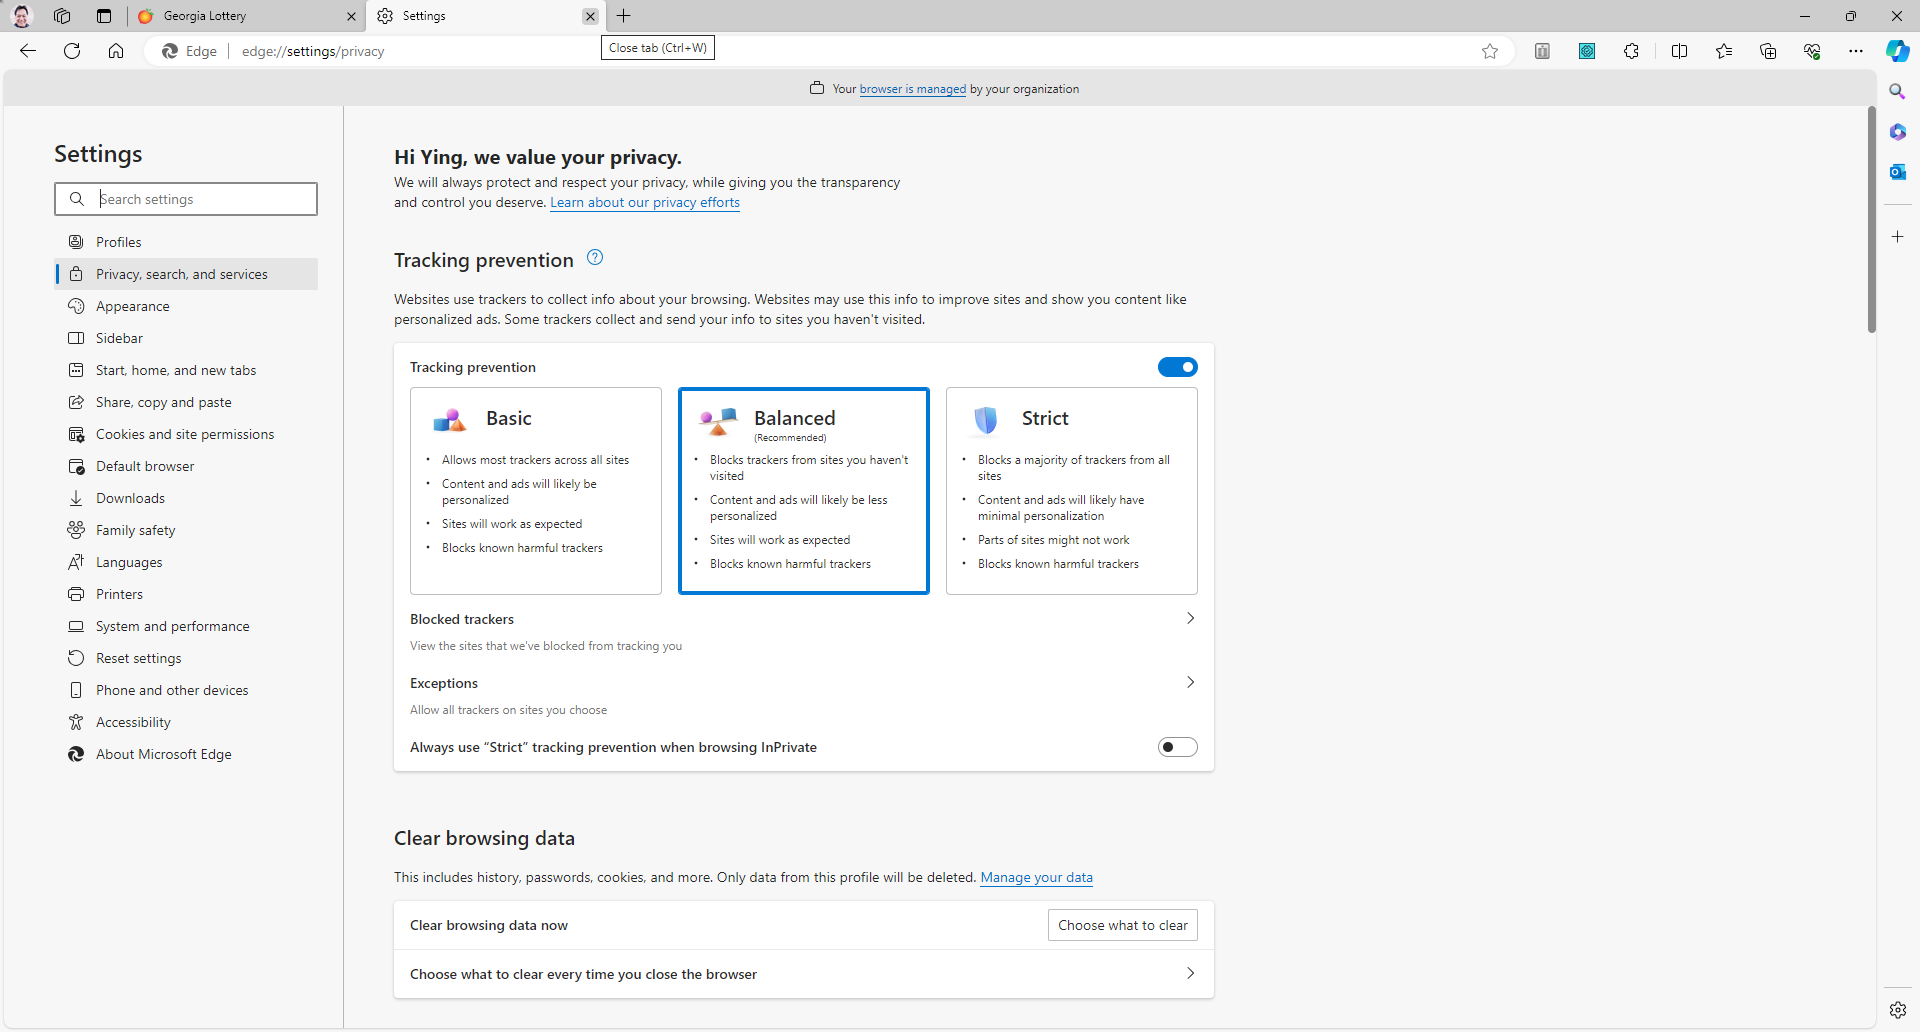 Georgia Lottery
Settings
Edge
edge://settings/privacy
Close tab (Ctrl+W)
Your browser is managed by your organization
Settings
Search settings
Profiles
Privacy, search, and services
Appearance
Sidebar
Start, home, and new tabs
Share, copy and paste
Cookies and site permissions
Default browser
Downloads
Family safety
Languages
Printers
System and performance
Reset settings
Phone and other devices
Accessibility
About Microsoft Edge
Hi Ying, we value your privacy.
We will always protect and respect your privacy, while giving you the transparency
and control you deserve. Learn about our privacy efforts
Tracking prevention
Websites use trackers to collect info about your browsing. Websites may use this info to improve sites and show you content like
personalized ads. Some trackers collect and send your info to sites you haven't visited.
Tracking prevention
Basic
• Allows most trackers across all sites
• Content and ads will likely be
personalized
• Sites will work as expected
• Blocks known harmful trackers
Balanced
(Recommended)
• Blocks trackers from sites you haven't
visited
• Content and ads will likely be less
personalized
• Sites will work as expected
• Blocks known harmful trackers
Strict
• Blocks a majority of trackers from all
sites
• Content and ads will likely have
minimal personalization
• Parts of sites might not work
• Blocks known harmful trackers
Blocked trackers
View the sites that we've blocked from tracking you
Exceptions
Allow all trackers on sites you choose
Always use “Strict” tracking prevention when browsing InPrivate
Clear browsing data
This includes history, passwords, cookies, and more. Only data from this profile will be deleted. Manage your data
Clear browsing data now
Choose what to clear
Choose what to clear every time you close the browser